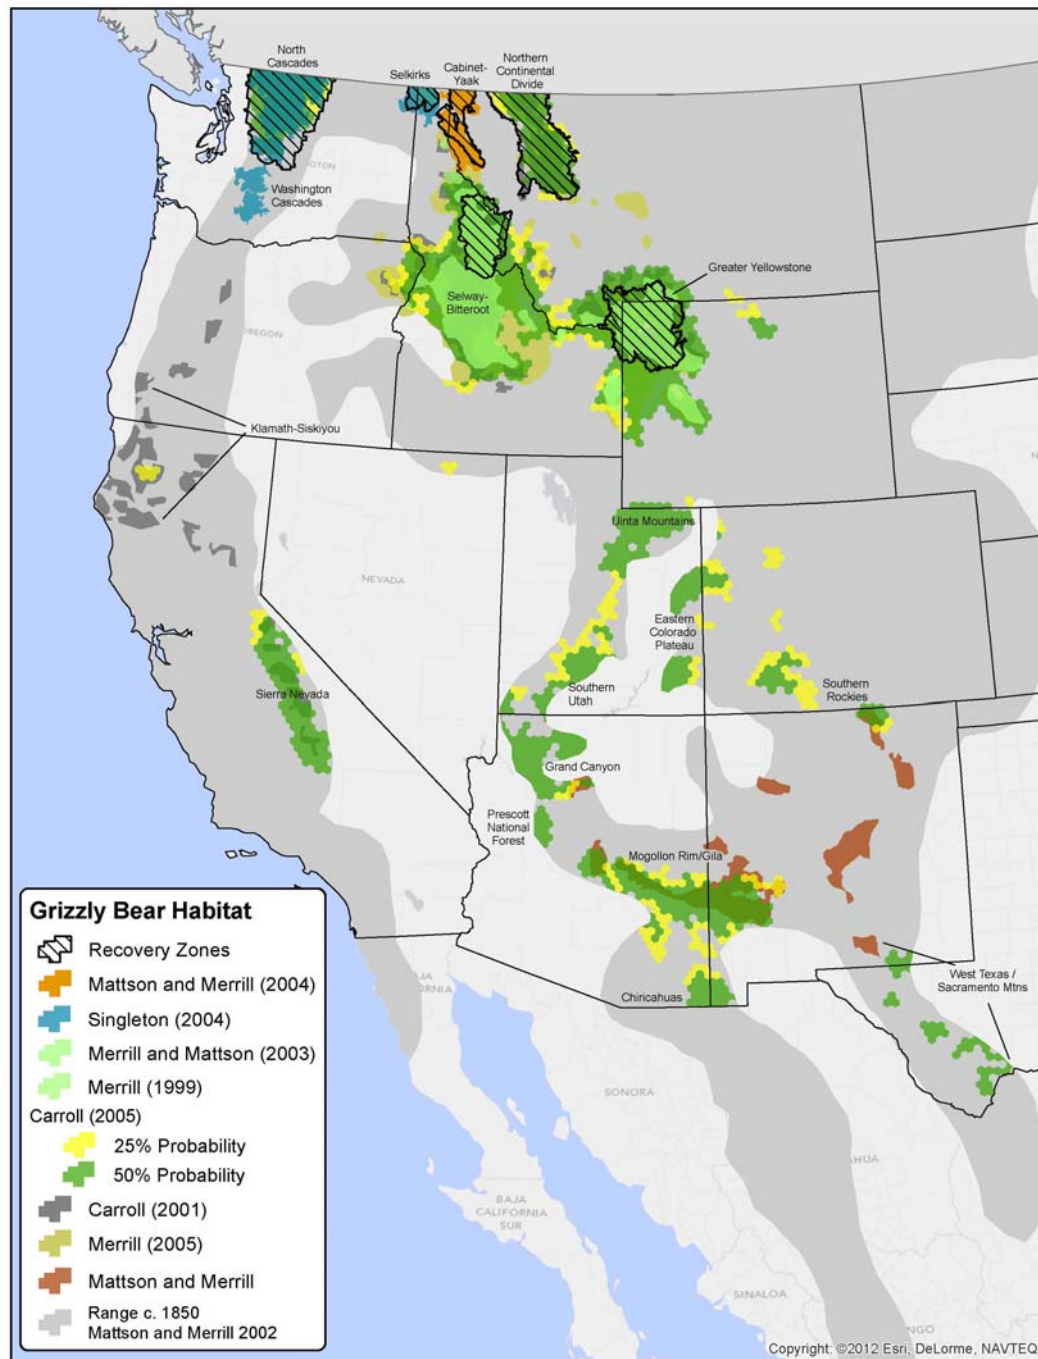 North
Cascades
Selkirks
Cabinet-
Yaak
Northern
Continental
Divide
Washington
Cascades
Greater Yellowstone
Selway-
Bitteroot
OREGON
Klamath-Siskiyou
Uinta Mountains
NEVADA
Eastern
Colorado
Plateau
Sierra Nevada
Southern
Utah
Southern
Rockies
Grand Canyon
Prescott
National
Forest
Mogollon Rim/Gila
Chiricahuas
West Texas /
Sacramento Mtns
SONORA
BAJA
CALIFORNIA
SUR
SINALOA
Grizzly Bear Habitat
Recovery Zones
Mattson and Merrill (2004)
Singleton (2004)
Merrill and Mattson (2003)
Merrill (1999)
Carroll (2005)
25% Probability
50% Probability
Carroll (2001)
Merrill (2005)
Mattson and Merrill
Range c. 1850
Mattson and Merrill 2002
Copyright: ©2012 Esri, DeLorme, NAVTEQ